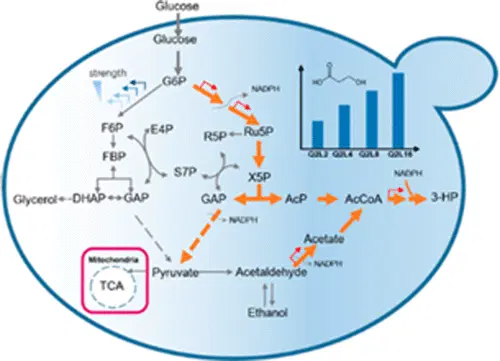 Glucose
Glucose
strength
G6P
NADPH
HO
O
OH
Q2L2 Q2L4 Q2L8 Q2L16
F6P
E4P
R5P
Ru5P
FBP
S7P
X5P
NADPH
Glycerol
DHAP
GAP
GAP
AcP
AcCoA
3-HP
NADPH
Acetate
Mitochondria
TCA
Pyruvate
Acetaldehyde
NADPH
Ethanol